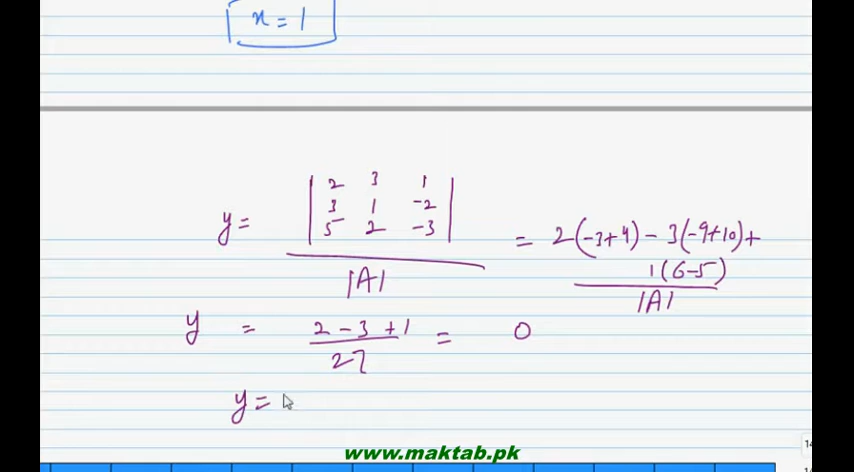 x = 1
y = | 2 3 1 |
| 3 1 -2 |
| 5 2 -3 |
|A|
= 2(-3+4) - 3(-9+10) +
1(6-5)
|A|
y = 2 - 3 + 1 = 0
27
y =
www.maktab.pk
14